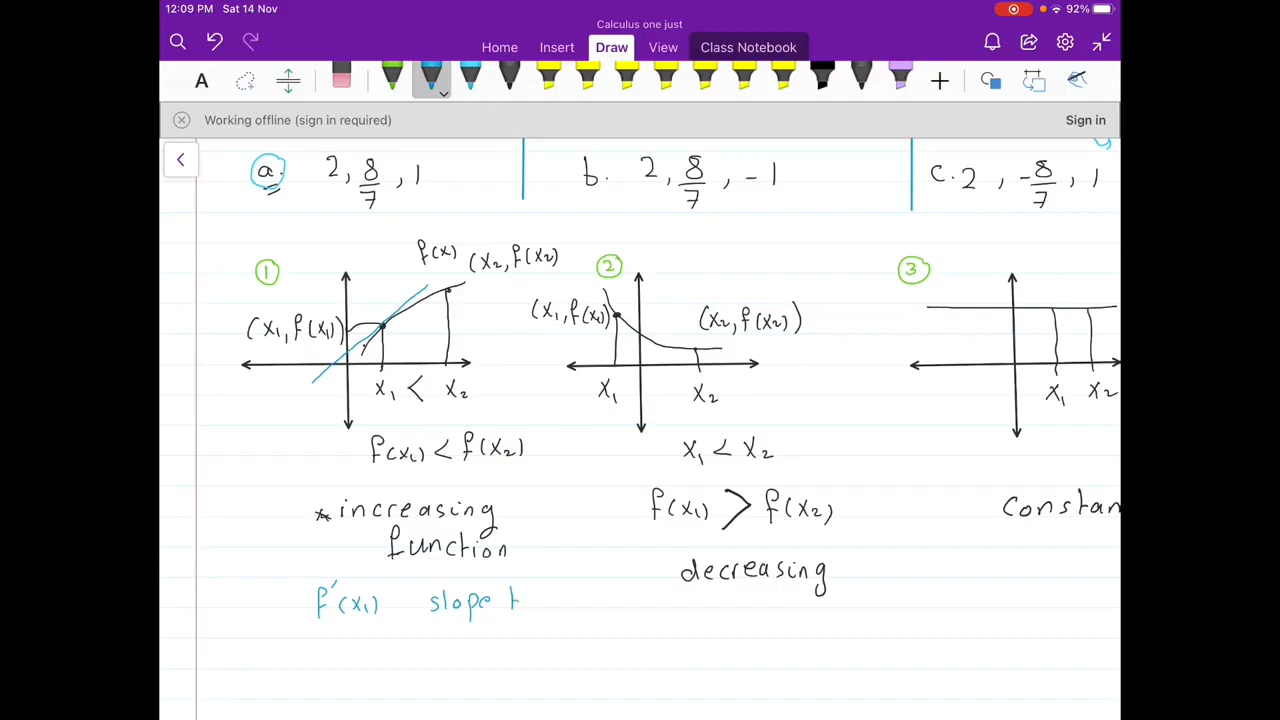 12:09 PM Sat 14 Nov
92%
Calculus one just
Home Insert Draw View Class Notebook
A
Working offline (sign in required)
Sign in
a. 2, 8/7, 1
b. 2, 8/7, -1
c. 2, -8/7, 1
1
f(x) (x2, f(x2)
(x1, f(x1))
x1 < x2
f(x1) < f(x2)
*increasing
function
f'(x1) slope t
2
(x1, f(x1)
(x2, f(x2))
x1 x2
x1 < x2
f(x1) > f(x2)
decreasing
3
x1 x2
constan